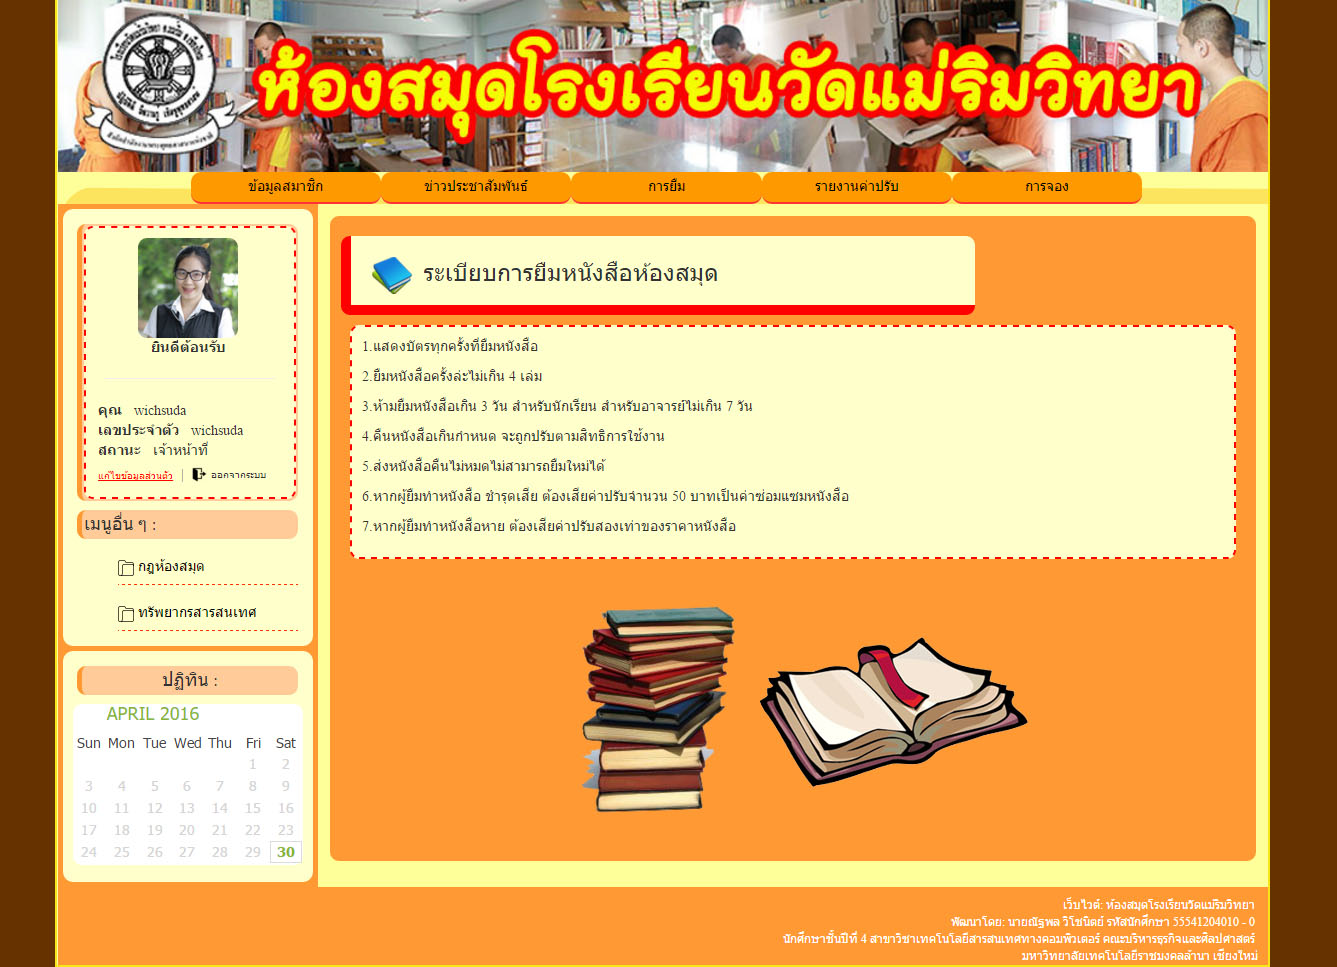 ห้องสมุดโรงเรียนวัดแม่ริมวิทยา
ข้อมูลสมาชิก ข่าวประชาสัมพันธ์ การยืม รายงานค่าปรับ การจอง
ยินดีต้อนรับ
คุณ wichsuda
เลขประจำตัว wichsuda
สถานะ เจ้าหน้าที่
แก้ไขข้อมูลส่วนตัว | ออกจากระบบ
เมนูอื่น ๆ :
กฎห้องสมุด
ทรัพยากรสารสนเทศ
ปฏิทิน :
APRIL 2016
Sun Mon Tue Wed Thu Fri Sat
1 2
3 4 5 6 7 8 9
10 11 12 13 14 15 16
17 18 19 20 21 22 23
24 25 26 27 28 29 30
ระเบียบการยืมหนังสือห้องสมุด
1.แสดงบัตรทุกครั้งที่ยืมหนังสือ
2.ยืมหนังสือครั้งละไม่เกิน 4 เล่ม
3.ห้ามยืมหนังสือเกิน 3 วัน สำหรับนักเรียน สำหรับอาจารย์ไม่เกิน 7 วัน
4.คืนหนังสือเกินกำหนด จะถูกปรับตามสิทธิการใช้งาน
5.ส่งหนังสือคืนไม่หมดไม่สามารถยืมใหม่ได้
6.หากผู้ยืมทำหนังสือ ชำรุดเสีย ต้องเสียค่าปรับจำนวน 50 บาทเป็นค่าซ่อมแซมหนังสือ
7.หากผู้ยืมทำหนังสือหาย ต้องเสียค่าปรับสองเท่าของราคาหนังสือ
เว็บไวต์: ห้องสมุดโรงเรียนวัดแม่ริมวิทยา
พัฒนาโดย: นายณัฐพล วิโชนิตย์ รหัสนักศึกษา 55541204010 - 0
นักศึกษาชั้นปีที่ 4 สาขาวิชาเทคโนโลยีสารสนเทศทางคอมพิวเตอร์ คณะบริหารธุรกิจและศิลปศาสตร์
มหาวิทยาลัยเทคโนโลยีราชมงคลล้านา เชียงใหม่